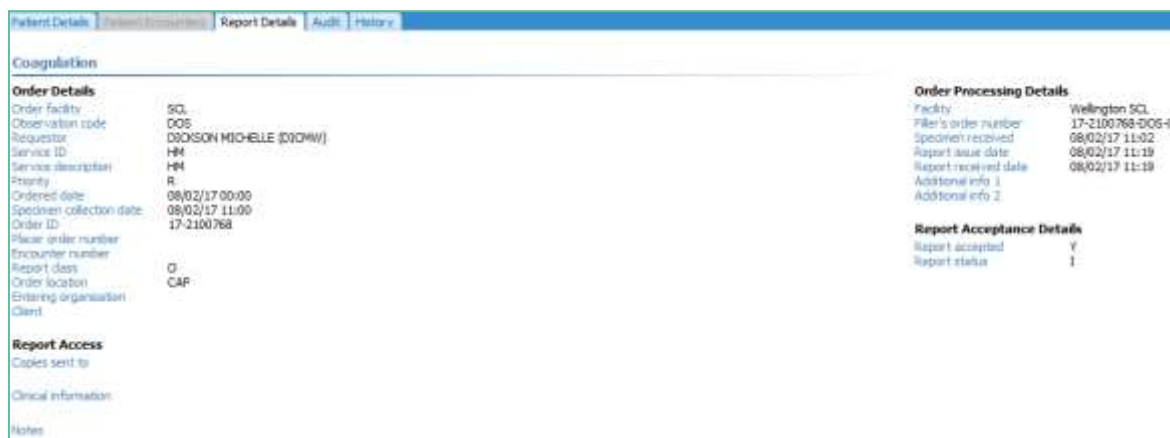 Patient Details Patient Encounters Report Details Audit History
Coagulation
Order Details
Order facility SCL
Observation code DOS
Requestor DICKSON MICHELLE (DICMW)
Service ID HM
Service description HM
Priority R
Ordered date 08/02/17 00:00
Specimen collection date 08/02/17 11:00
Order ID 17-2100768
Placer order number
Encounter number
Report class O
Order location CAP
Entering organisation
Client
Report Access
Copies sent to
Clinical information
Notes
Order Processing Details
Facility Wellington SCL
Filler's order number 17-2100768-DOS-0
Specimen received 08/02/17 11:02
Report issue date 08/02/17 11:19
Report received date 08/02/17 11:19
Additional info 1
Additional info 2
Report Acceptance Details
Report accepted Y
Report status I